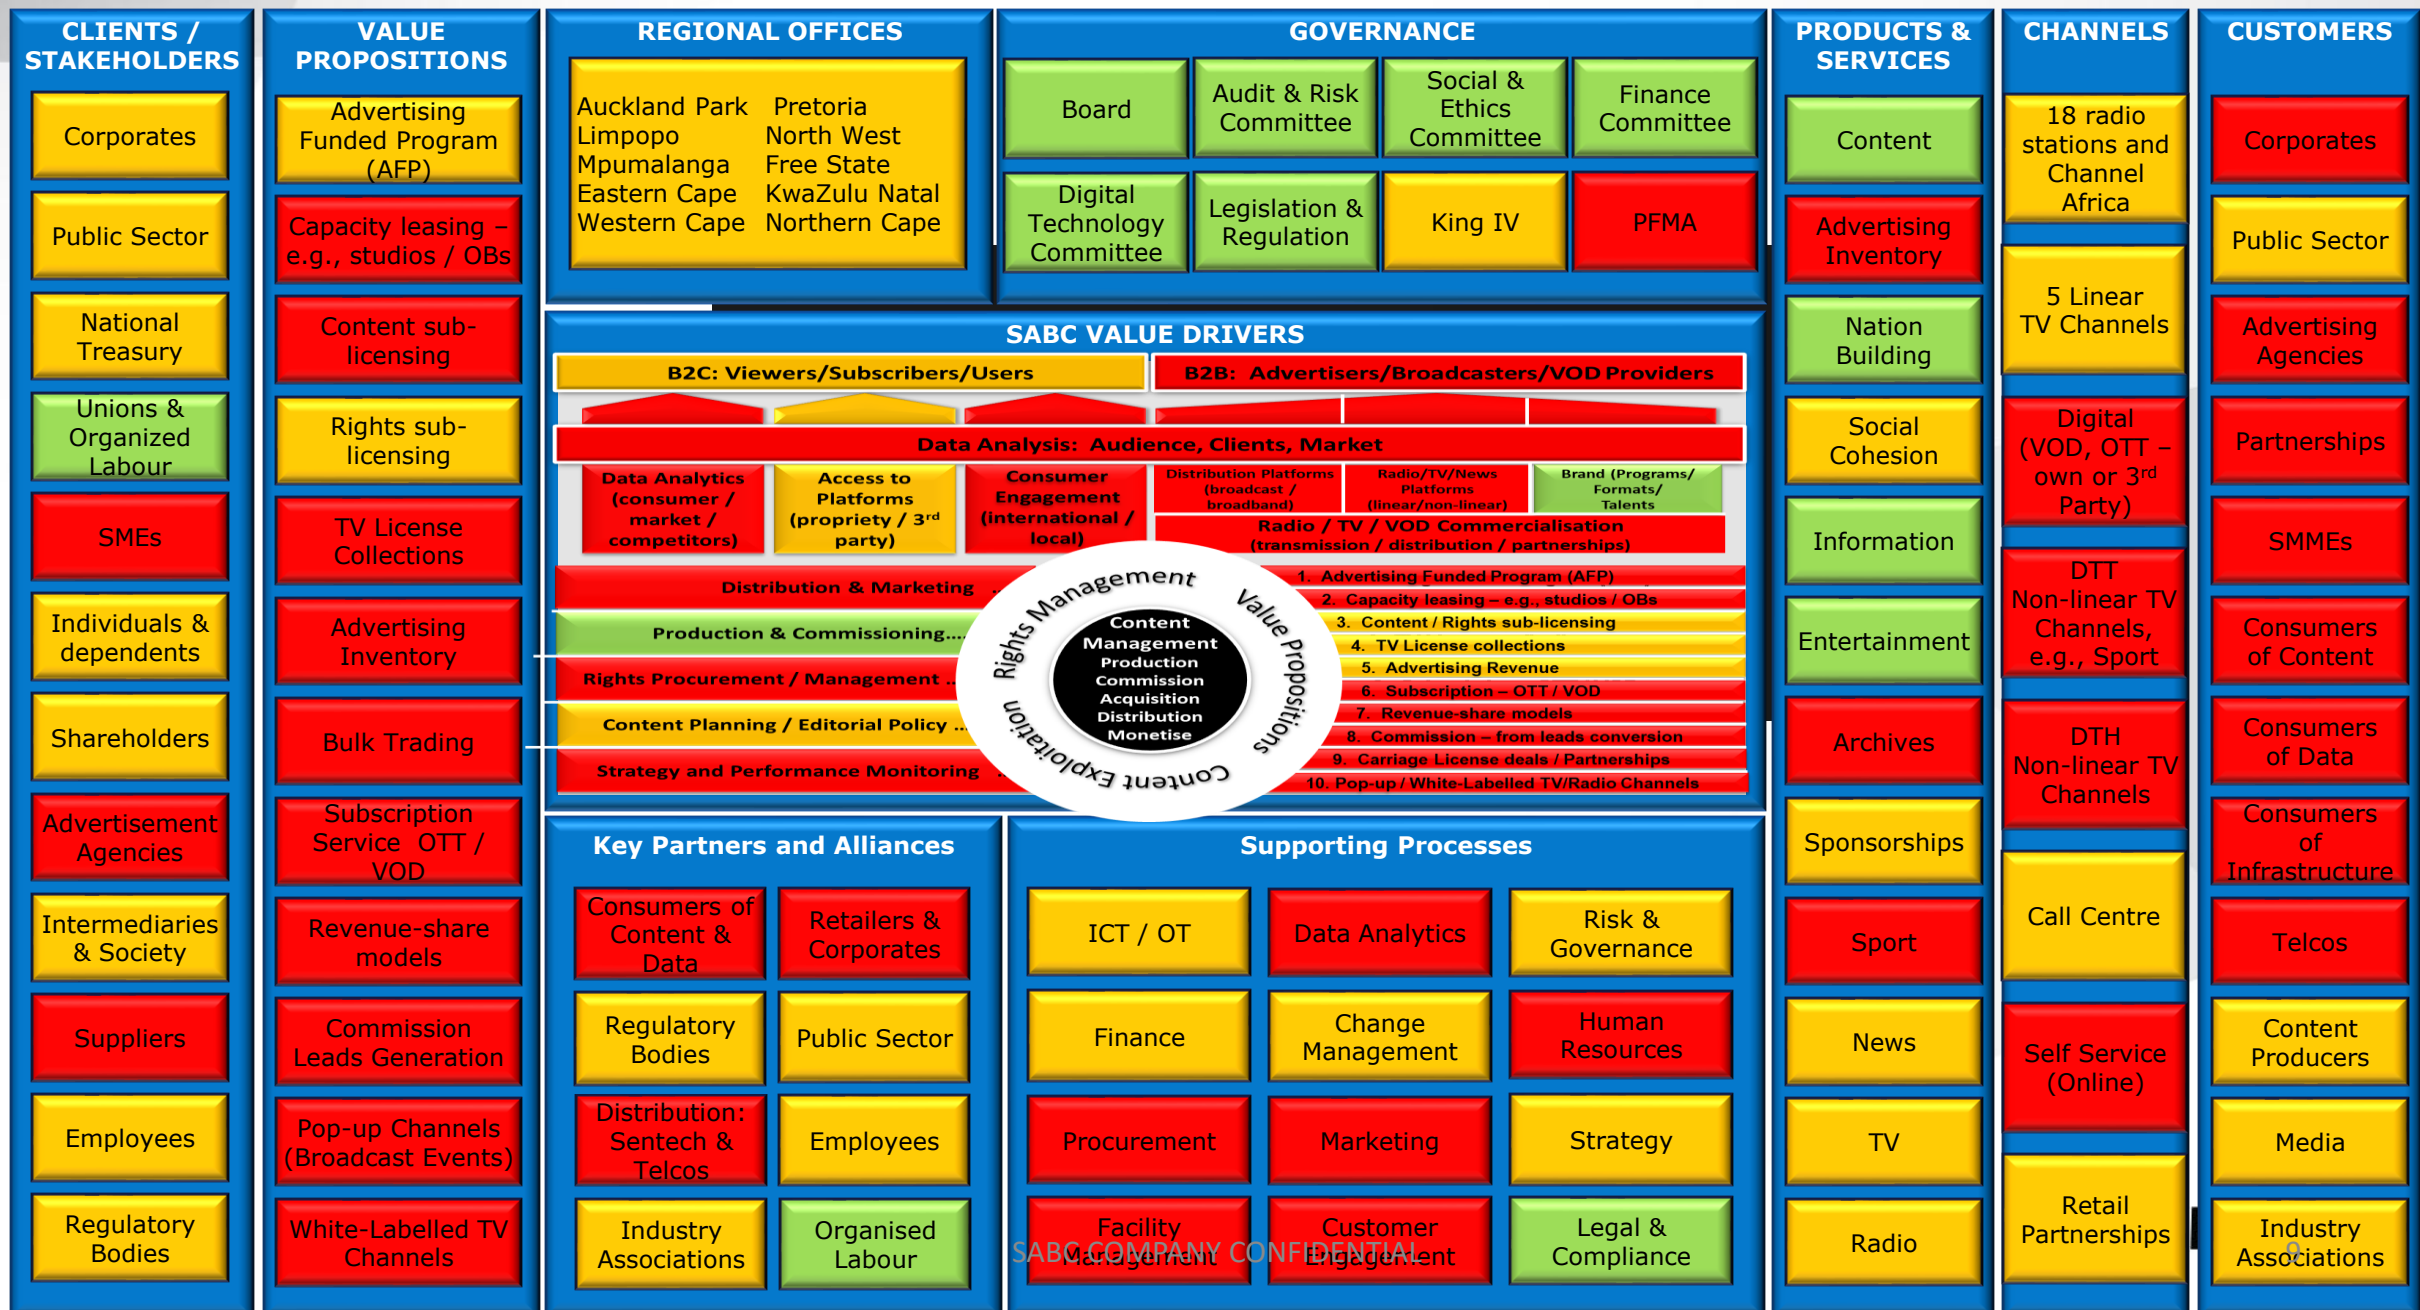 CLIENTS /
STAKEHOLDERS
Corporates
Public Sector
National
Treasury
Unions &
Organized
Labour
SMEs
Individuals &
dependents
Shareholders
Advertisement
Agencies
Intermediaries
& Society
Suppliers
Employees
Regulatory
Bodies
VALUE
PROPOSITIONS
Advertising
Funded Program
(AFP)
Capacity leasing –
e.g., studios / OBs
Content sub-
licensing
Rights sub-
licensing
TV License
Collections
Advertising
Inventory
Bulk Trading
Subscription
Service OTT /
VOD
Revenue-share
models
Commission
Leads Generation
Pop-up Channels
(Broadcast Events)
White-Labelled TV
Channels
REGIONAL OFFICES
Auckland Park Pretoria
Limpopo North West
Mpumalanga Free State
Eastern Cape KwaZulu Natal
Western Cape Northern Cape
GOVERNANCE
Board
Audit & Risk
Committee
Social &
Ethics
Committee
Finance
Committee
Digital
Technology
Committee
Legislation &
Regulation
King IV
PFMA
SABC VALUE DRIVERS
B2C: Viewers/Subscribers/Users
B2B: Advertisers/Broadcasters/VOD Providers
Data Analysis: Audience, Clients, Market
Data Analytics
(consumer /
market /
competitors)
Access to
Platforms
(propriety / 3rd
party)
Consumer
Engagement
(international /
local)
Distribution Platforms
(broadcast /
broadband)
Radio/TV/News
Platforms
(linear/non-linear)
Brand (Programs/
Formats/
Talents
Radio / TV / VOD Commercialisation
(transmission / distribution / partnerships)
Distribution & Marketing ..
Production & Commissioning....
Rights Procurement / Management ..
Content Planning / Editorial Policy ...
Strategy and Performance Monitoring ..
Rights Management
Value Propositions
Content Exploitation
Content
Management
Production
Commission
Acquisition
Distribution
Monetise
1. Advertising Funded Program (AFP)
2. Capacity leasing – e.g., studios / OBs
3. Content / Rights sub-licensing
4. TV License collections
5. Advertising Revenue
6. Subscription – OTT / VOD
7. Revenue-share models
8. Commission – from leads conversion
9. Carriage License deals / Partnerships
10. Pop-up / White-Labelled TV/Radio Channels
Key Partners and Alliances
Consumers of
Content &
Data
Retailers &
Corporates
Regulatory
Bodies
Public Sector
Distribution:
Sentech &
Telcos
Employees
Industry
Associations
Organised
Labour
Supporting Processes
ICT / OT
Data Analytics
Risk &
Governance
Finance
Change
Management
Human
Resources
Procurement
Marketing
Strategy
Facility
Management
Customer
Engagement
Legal &
Compliance
SABC COMPANY CONFIDENTIAL
PRODUCTS &
SERVICES
Content
Advertising
Inventory
Nation
Building
Social
Cohesion
Information
Entertainment
Archives
Sponsorships
Sport
News
TV
Radio
CHANNELS
18 radio
stations and
Channel
Africa
5 Linear
TV Channels
Digital
(VOD, OTT –
own or 3rd
Party)
DTT
Non-linear TV
Channels,
e.g., Sport
DTH
Non-linear TV
Channels
Call Centre
Self Service
(Online)
Retail
Partnerships
CUSTOMERS
Corporates
Public Sector
Advertising
Agencies
Partnerships
SMMEs
Consumers
of Content
Consumers
of Data
Consumers
of
Infrastructure
Telcos
Content
Producers
Media
Industry
Associations
9